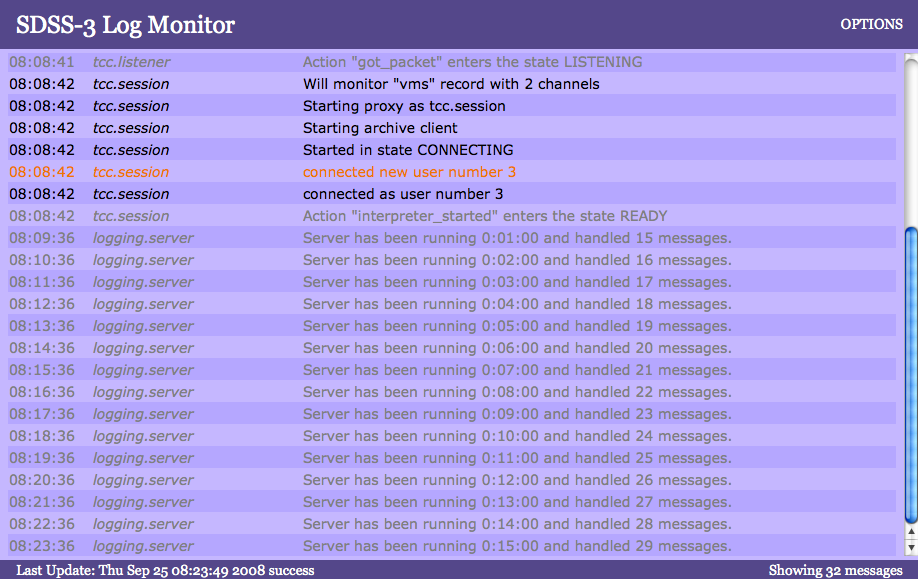 SDSS-3 Log Monitor OPTIONS
08:08:41 tcc.listener Action "got_packet" enters the state LISTENING
08:08:42 tcc.session Will monitor "vms" record with 2 channels
08:08:42 tcc.session Starting proxy as tcc.session
08:08:42 tcc.session Starting archive client
08:08:42 tcc.session Started in state CONNECTING
08:08:42 tcc.session connected new user number 3
08:08:42 tcc.session connected as user number 3
08:08:42 tcc.session Action "interpreter_started" enters the state READY
08:09:36 logging.server Server has been running 0:01:00 and handled 15 messages.
08:10:36 logging.server Server has been running 0:02:00 and handled 16 messages.
08:11:36 logging.server Server has been running 0:03:00 and handled 17 messages.
08:12:36 logging.server Server has been running 0:04:00 and handled 18 messages.
08:13:36 logging.server Server has been running 0:05:00 and handled 19 messages.
08:14:36 logging.server Server has been running 0:06:00 and handled 20 messages.
08:15:36 logging.server Server has been running 0:07:00 and handled 21 messages.
08:16:36 logging.server Server has been running 0:08:00 and handled 22 messages.
08:17:36 logging.server Server has been running 0:09:00 and handled 23 messages.
08:18:36 logging.server Server has been running 0:10:00 and handled 24 messages.
08:19:36 logging.server Server has been running 0:11:00 and handled 25 messages.
08:20:36 logging.server Server has been running 0:12:00 and handled 26 messages.
08:21:36 logging.server Server has been running 0:13:00 and handled 27 messages.
08:22:36 logging.server Server has been running 0:14:00 and handled 28 messages.
08:23:36 logging.server Server has been running 0:15:00 and handled 29 messages.
Last Update: Thu Sep 25 08:23:49 2008 success Showing 32 messages